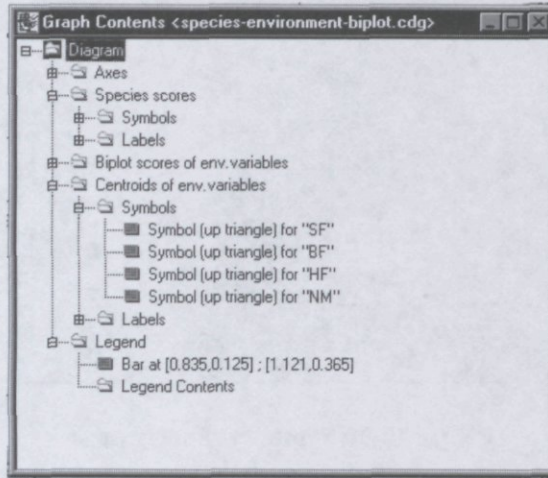 Graph Contents <species-environment-biplot.cdg>
Diagram
Axes
Species scores
Symbols
Labels
Biplot scores of env.variables
Centroids of env.variables
Symbols
Symbol (up triangle) for "SF"
Symbol (up triangle) for "BF"
Symbol (up triangle) for "HF"
Symbol (up triangle) for "NM"
Labels
Legend
Bar at [0.835,0.125] ; [1.121,0.365]
Legend Contents